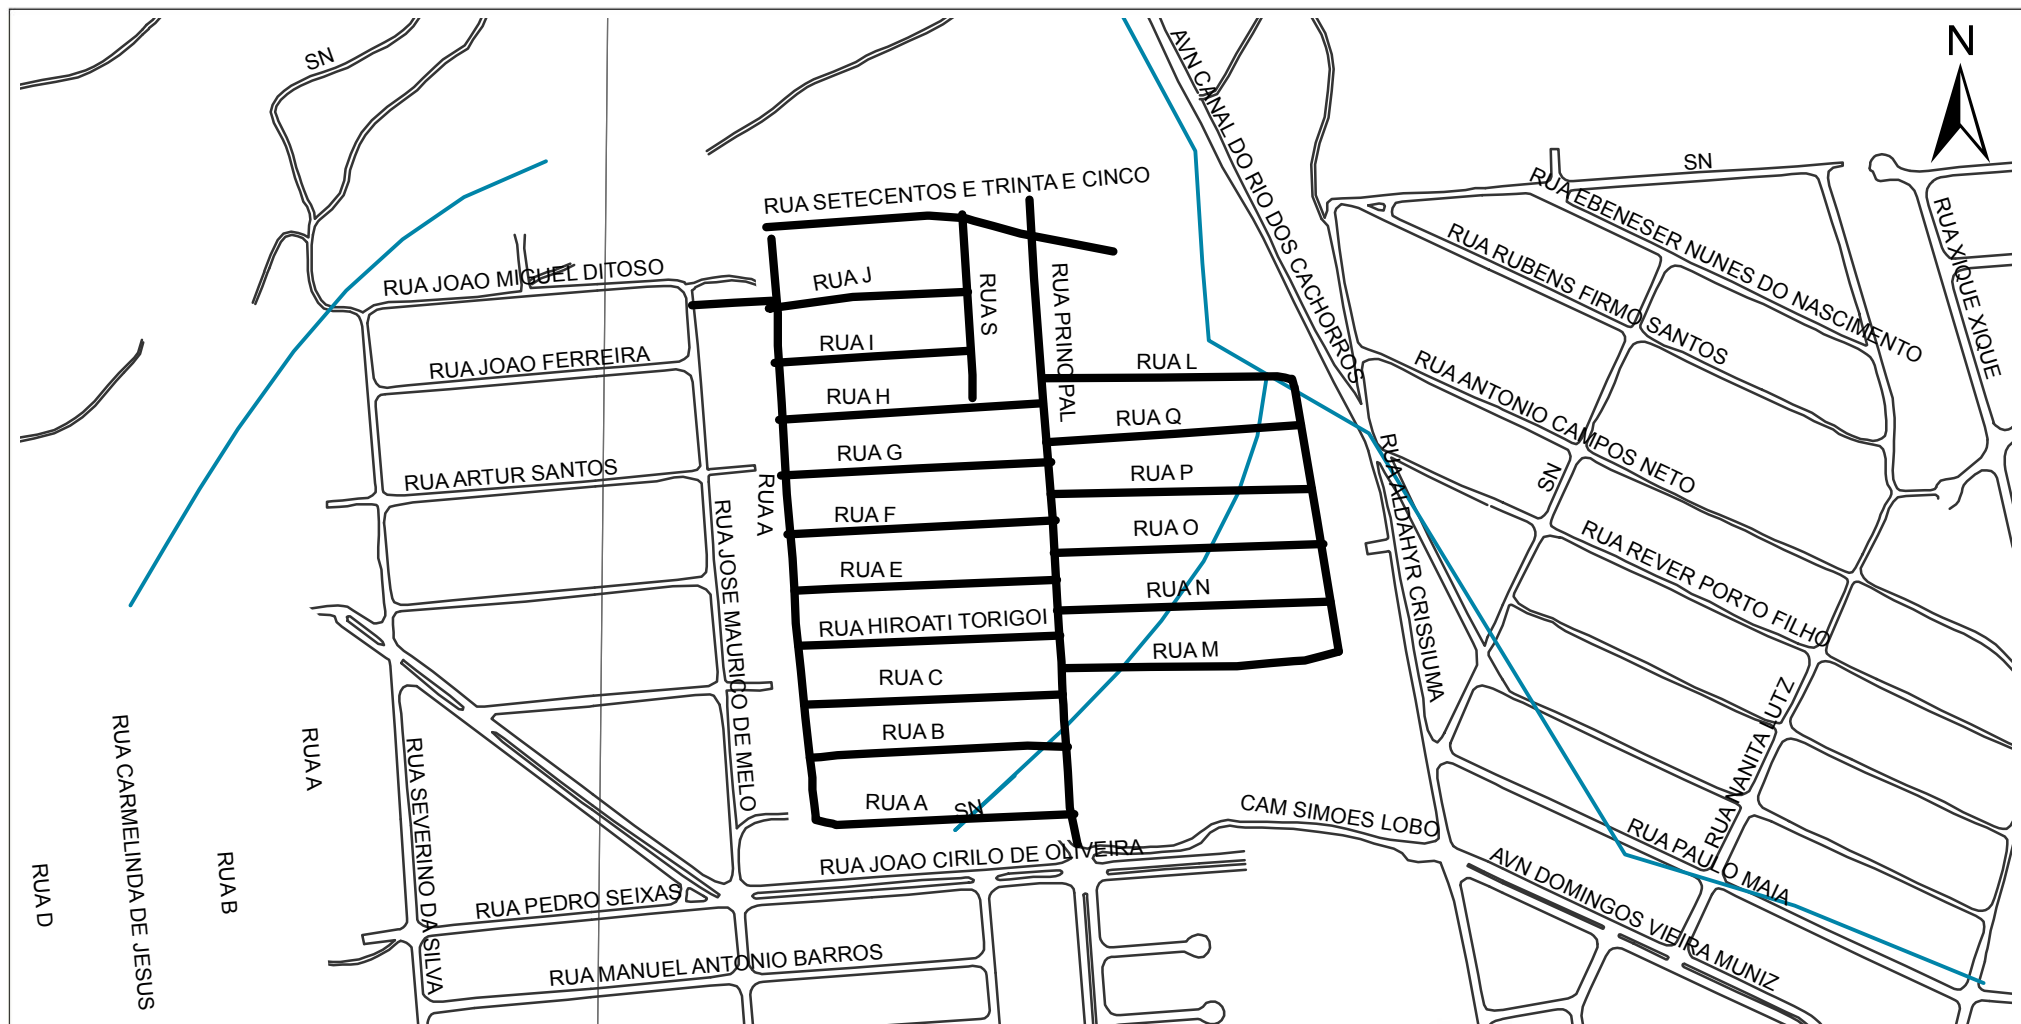 N
SN
AVN CANAL DO RIO DOS CACHORROS
SN
RUA EBENESER NUNES DO NASCIMENTO
RUA SETECENTOS E TRINTA E CINCO
RUA XIQUE XIQUE
RUA RUBENS FIRMO SANTOS
RUA JOAO MIGUEL DITOSO
RUA J
RUA S
RUA PRINCIPAL
RUA I
RUA JOAO FERREIRA
RUA L
RUA ANTONIO CAMPOS NETO
RUA H
RUA Q
RUA G
RUA P
RUA ARTUR SANTOS
RUA A
SN
RUA ALDAHYR CRISSIUMA
RUA F
RUA O
RUA JOSE MAURICO DE MELO
RUA REVER PORTO FILHO
RUA E
RUA N
RUA HIROATI TORIGOI
RUA M
RUA C
RUA NANITA LUTZ
RUA B
RUA CARMELINDA DE JESUS
RUA A
RUA SEVERINO DA SILVA
RUA A
SN
CAM SIMOES LOBO
RUA JOAO CIRILO DE OLIVEIRA
RUA PAULO MAIA
AVN DOMINGOS VIEIRA MUNIZ
RUA D
RUA B
RUA PEDRO SEIXAS
RUA MANUEL ANTONIO BARROS